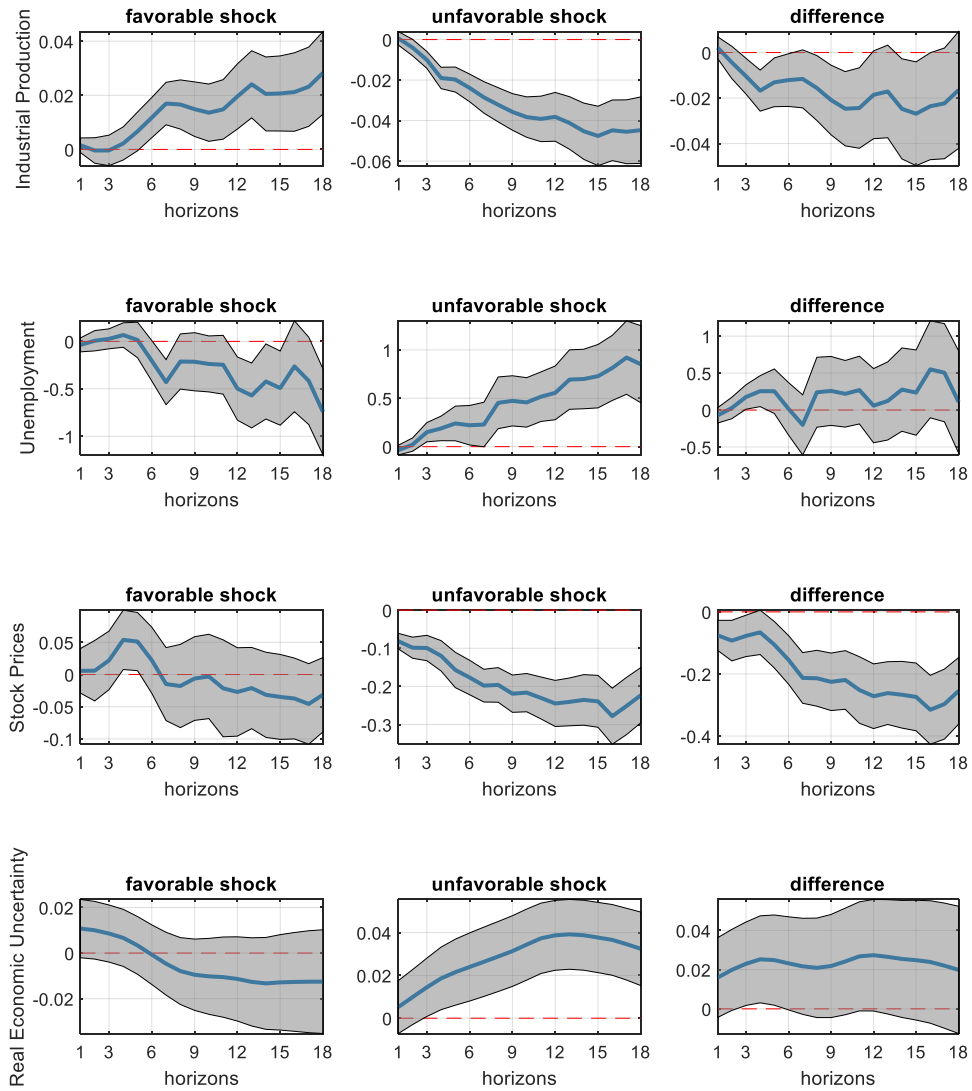 favorable shock
unfavorable shock
difference
Industrial Production
0.04
0.02
0
0
-0.02
-0.04
-0.06
0
-0.02
-0.04
1 3 6 9 12 15 18
1 3 6 9 12 15 18
1 3 6 9 12 15 18
horizons
horizons
horizons
favorable shock
unfavorable shock
difference
Unemployment
0
-0.5
-1
1
0.5
0
1
0.5
0
-0.5
1 3 6 9 12 15 18
1 3 6 9 12 15 18
1 3 6 9 12 15 18
horizons
horizons
horizons
favorable shock
unfavorable shock
difference
Stock Prices
0.05
0
-0.05
-0.1
0
-0.1
-0.2
-0.3
0
-0.2
-0.4
1 3 6 9 12 15 18
1 3 6 9 12 15 18
1 3 6 9 12 15 18
horizons
horizons
horizons
favorable shock
unfavorable shock
difference
Real Economic Uncertainty
0.02
0
-0.02
0.04
0.02
0
0.04
0.02
0
1 3 6 9 12 15 18
1 3 6 9 12 15 18
1 3 6 9 12 15 18
horizons
horizons
horizons